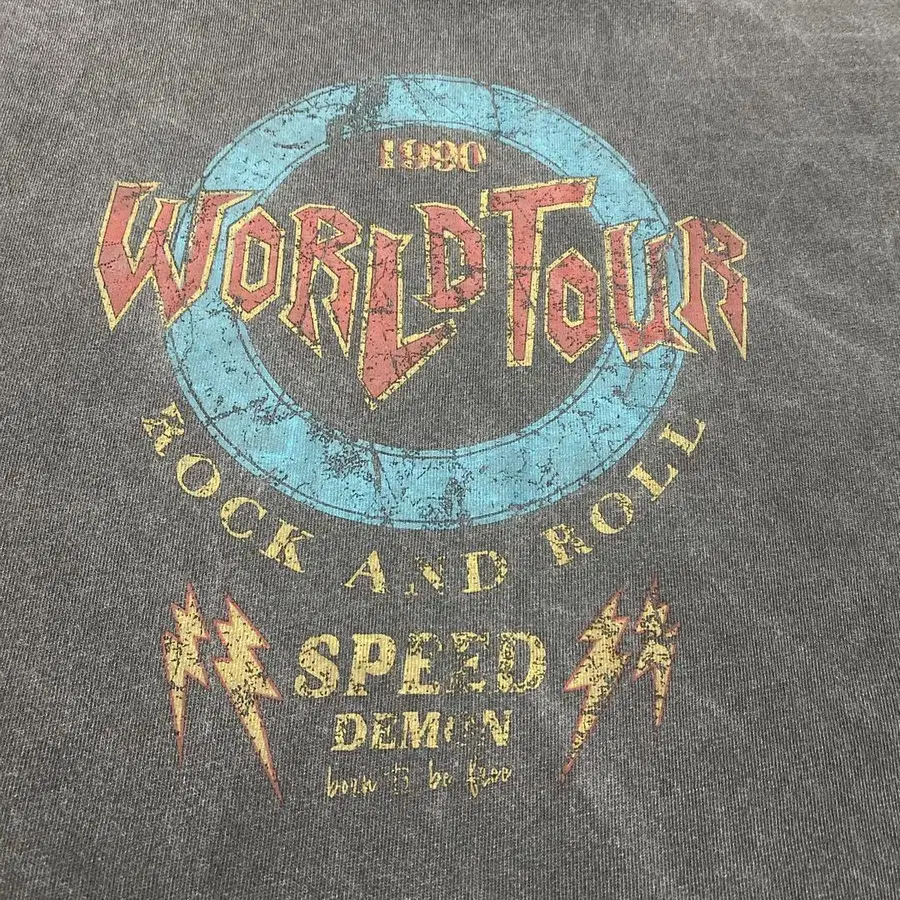 1990
WORLD TOUR
ROCK AND ROLL
SPEED
DEMON
born to be free